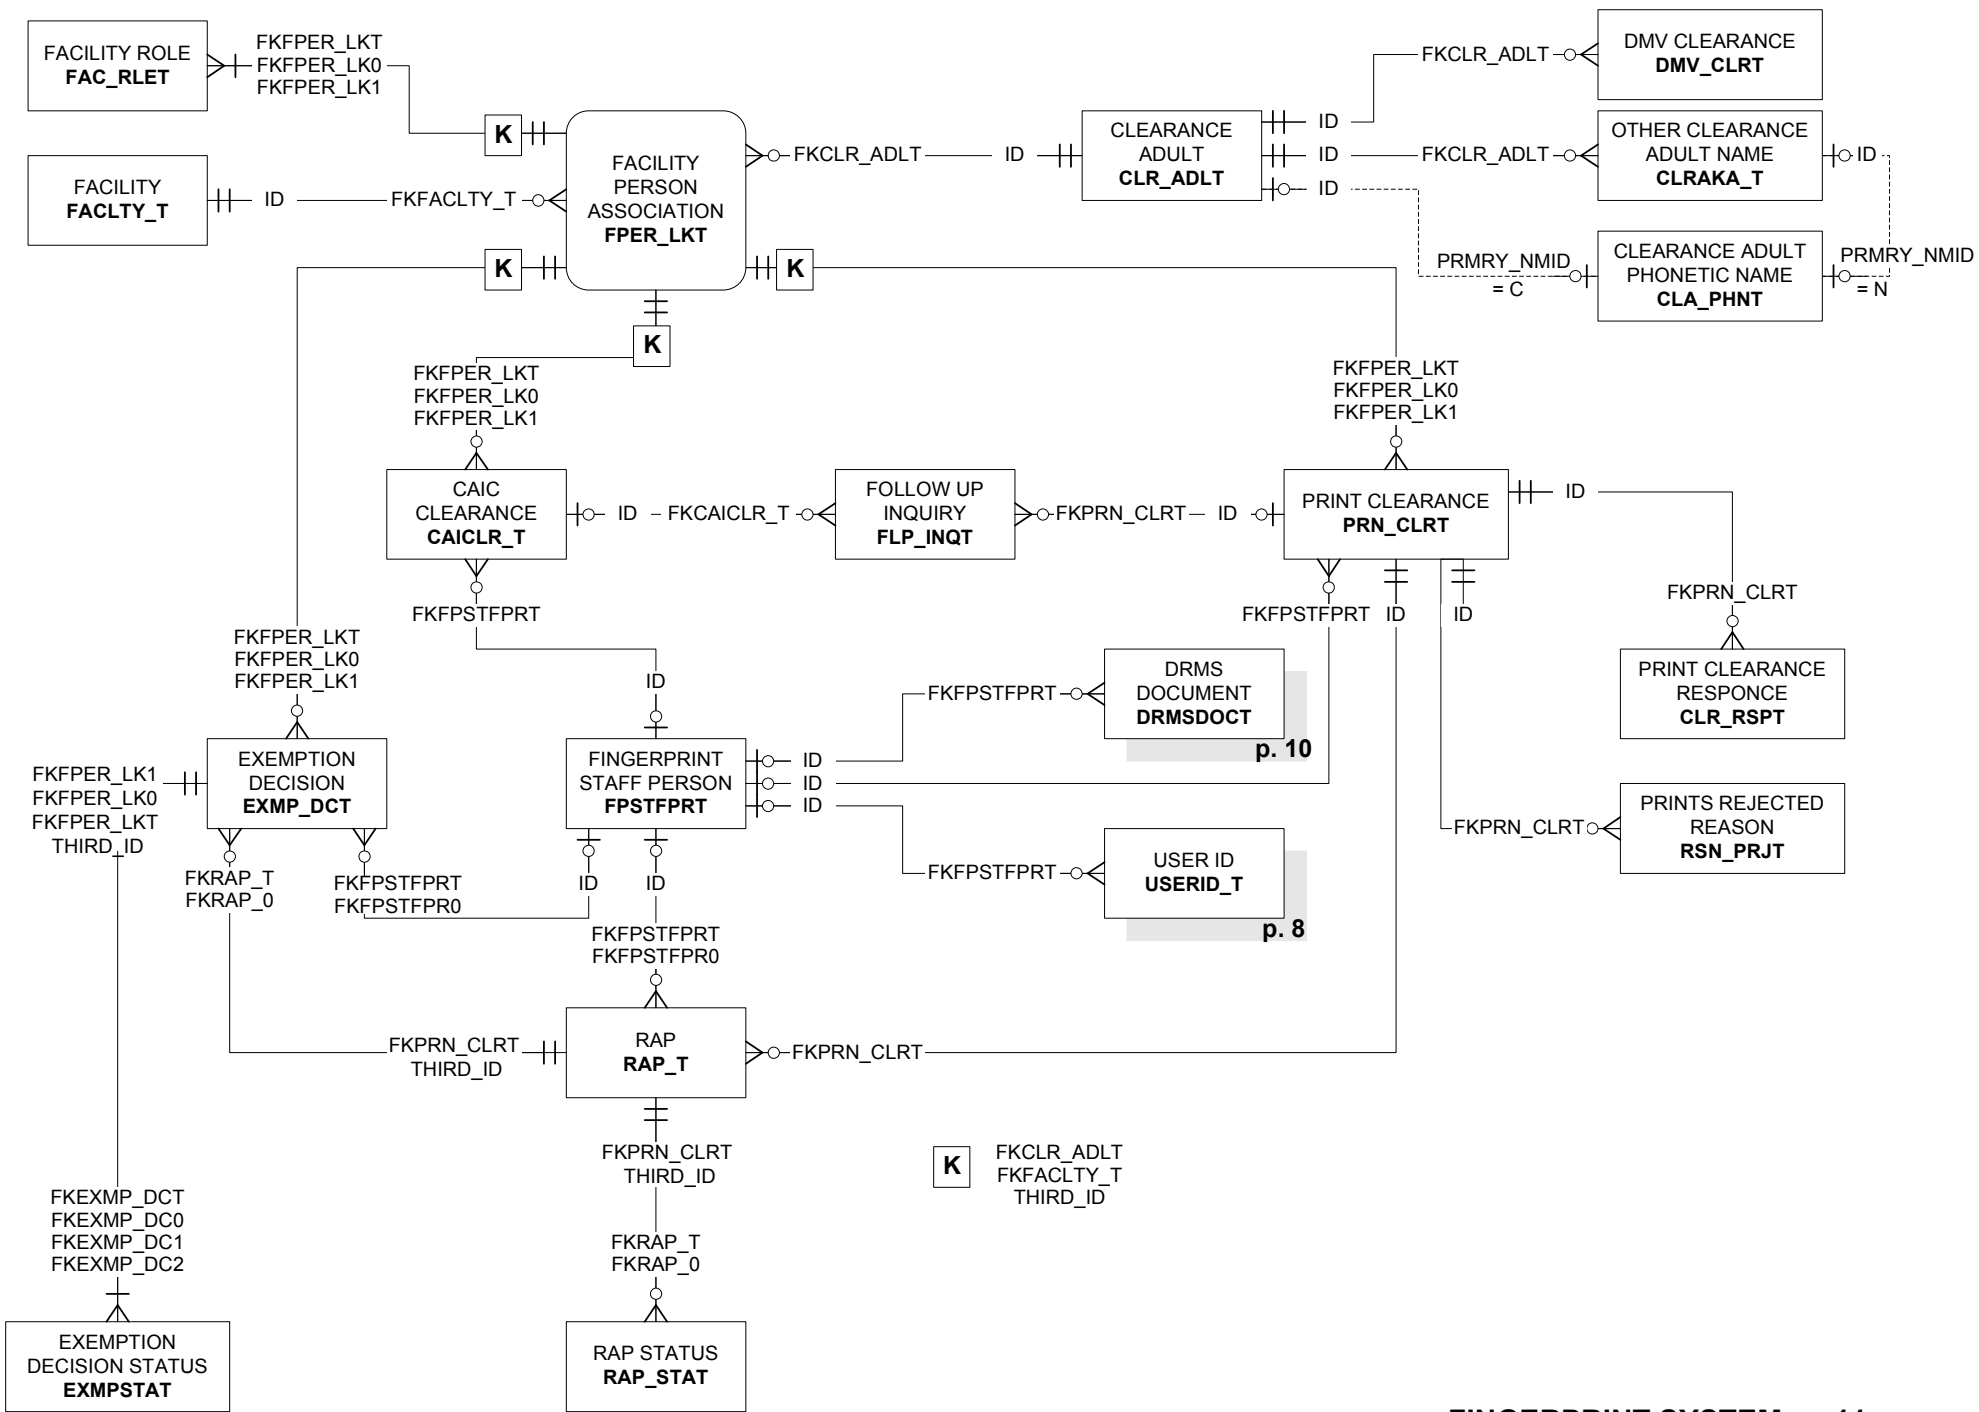 FACILITY ROLE
FAC_RLET
FKFPER_LKT
FKFPER_LK0
FKFPER_LK1
K
FACILITY
FACLTY_T
ID
FKFACLTY_T
FACILITY
PERSON
ASSOCIATION
FPER_LKT
FKCLR_ADLT
ID
CLEARANCE
ADULT
CLR_ADLT
ID
FKCLR_ADLT
DMV CLEARANCE
DMV_CLRT
ID
FKCLR_ADLT
OTHER CLEARANCE
ADULT NAME
CLRAKA_T
ID
ID
PRMRY_NMID
= C
CLEARANCE ADULT
PHONETIC NAME
CLA_PHNT
PRMRY_NMID
= N
K
K
K
FKFPER_LKT
FKFPER_LK0
FKFPER_LK1
FKFPER_LKT
FKFPER_LK0
FKFPER_LK1
CAIC
CLEARANCE
CAICLR_T
ID
FKCAICLR_T
FOLLOW UP
INQUIRY
FLP_INQT
FKPRN_CLRT
ID
PRINT CLEARANCE
PRN_CLRT
ID
FKFPSTFPRT
FKFPSTFPRT
ID
ID
FKPRN_CLRT
FKFPER_LKT
FKFPER_LK0
FKFPER_LK1
ID
DRMS
DOCUMENT
DRMSDOCT
p. 10
FKFPSTFPRT
PRINT CLEARANCE
RESPONCE
CLR_RSPT
EXEMPTION
DECISION
EXMP_DCT
FKFPER_LK1
FKFPER_LK0
FKFPER_LKT
THIRD_ID
FINGERPRINT
STAFF PERSON
FPSTFPRT
ID
ID
ID
FKPRN_CLRT
PRINTS REJECTED
REASON
RSN_PRJT
FKFPSTFPRT
USER ID
USERID_T
p. 8
FKRAP_T
FKRAP_0
FKFPSTFPRT
FKFPSTFPR0
ID
ID
FKFPSTFPRT
FKFPSTFPR0
FKPRN_CLRT
THIRD_ID
RAP
RAP_T
FKPRN_CLRT
FKPRN_CLRT
THIRD_ID
K
FKCLR_ADLT
FKFACLTY_T
THIRD_ID
FKEXMP_DCT
FKEXMP_DC0
FKEXMP_DC1
FKEXMP_DC2
FKRAP_T
FKRAP_0
EXEMPTION
DECISION STATUS
EXMPSTAT
RAP STATUS
RAP_STAT